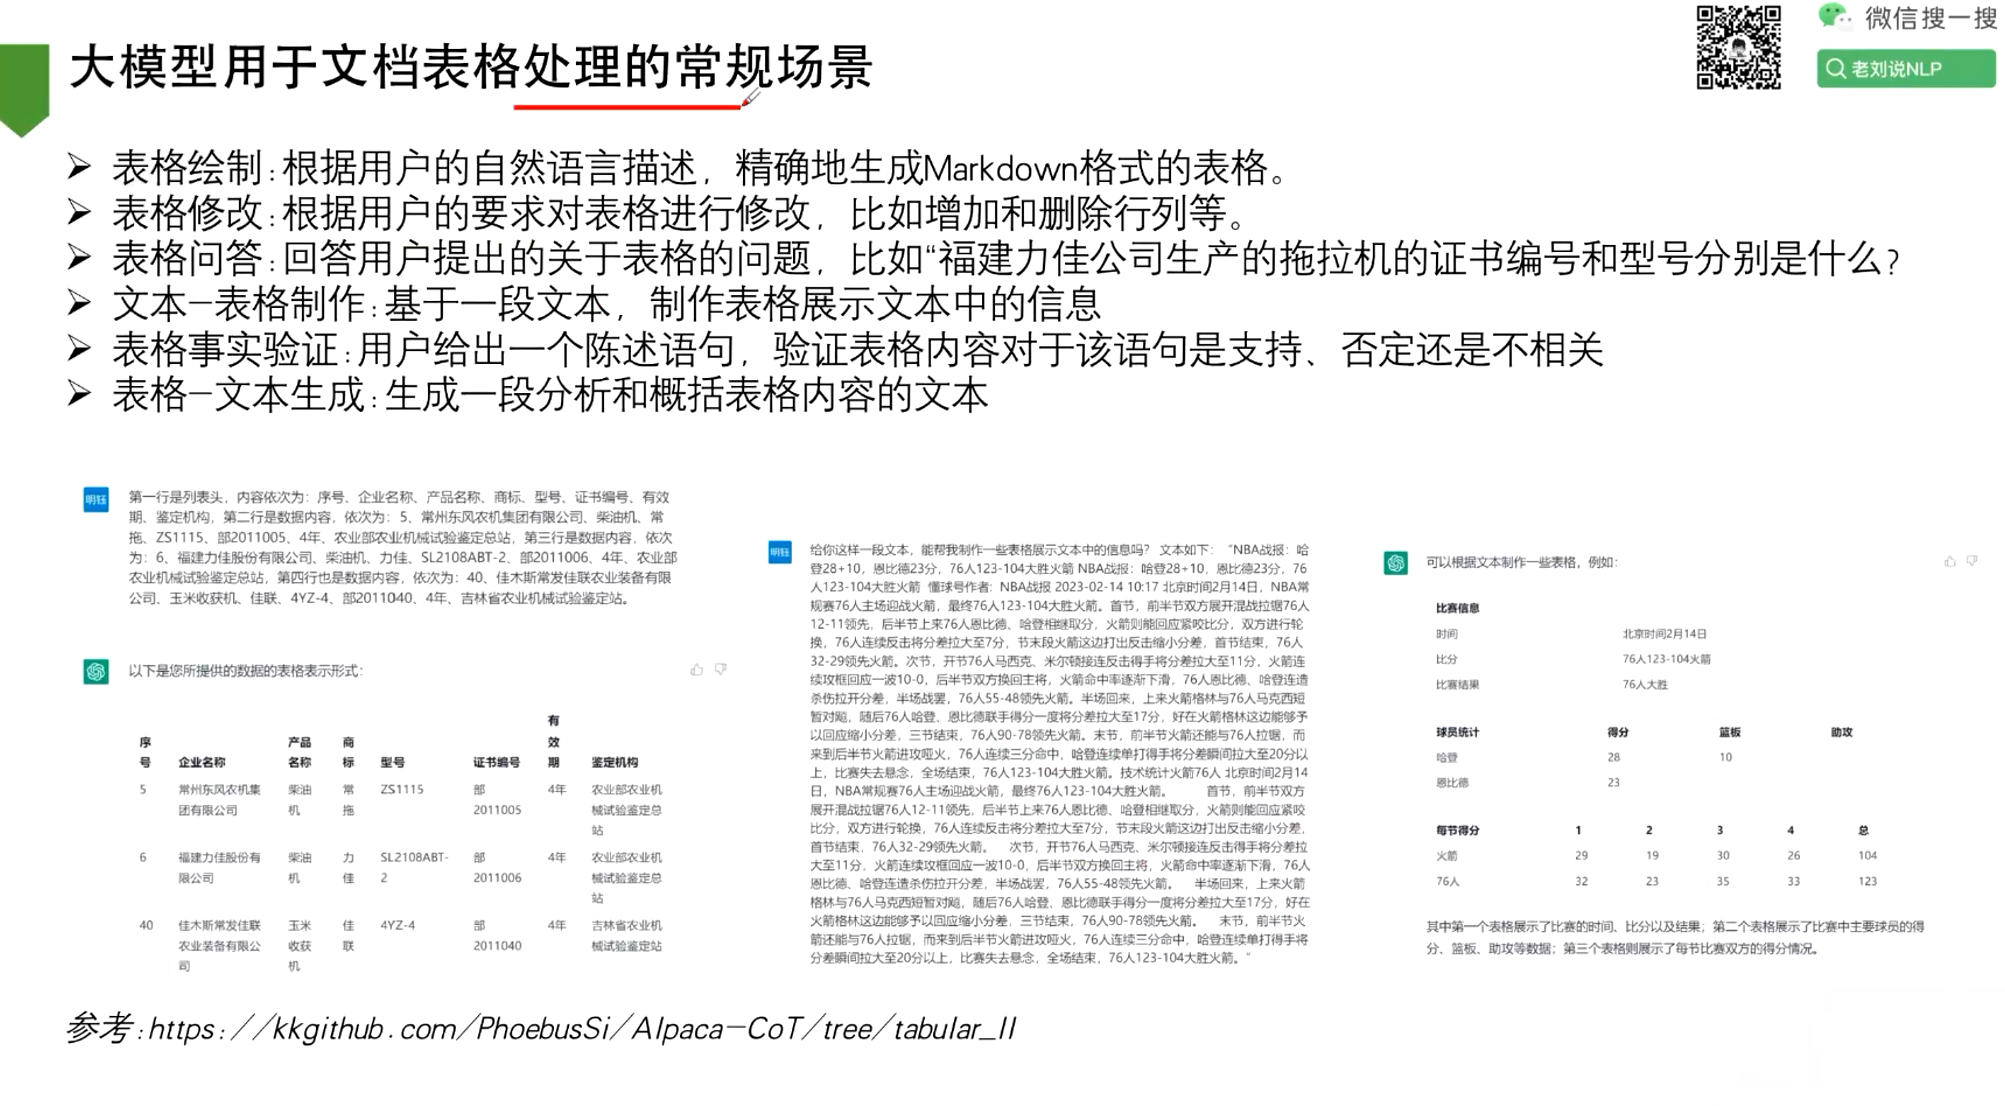 微信搜一搜
老刘说NLP
大模型用于文档表格处理的常规场景
➢ 表格绘制:根据用户的自然语言描述，精确地生成Markdown格式的表格。
➢ 表格修改:根据用户的要求对表格进行修改，比如增加和删除行列等。
➢ 表格问答:回答用户提出的关于表格的问题，比如“福建力佳公司生产的拖拉机的证书编号和型号分别是什么?
➢ 文本-表格制作:基于一段文本，制作表格展示文本中的信息
➢ 表格事实验证:用户给出一个陈述语句，验证表格内容对于该语句是支持、否定还是不相关
➢ 表格-文本生成:生成一段分析和概括表格内容的文本
明钰
第一行是列表头，内容依次为：序号、企业名称、产品名称、商标、型号、证书编号、有效
期、鉴定机构，第二行是数据内容，依次为：5、常州东风农机集团有限公司、柴油机、常
拖、ZS1115、部2011005、4年、农业部农业机械试验鉴定总站，第三行是数据内容，依次
为：6、福建力佳股份有限公司、柴油机、力佳、SL2108ABT-2、部2011006、4年、农业部
农业机械试验鉴定总站，第四行也是数据内容，依次为：40、佳木斯常发佳联农业装备有限
公司、玉米收获机、佳联、4YZ-4、部2011040、4年、吉林省农业机械试验鉴定站。
以下是您所提供的数据的表格表示形式：
序号 企业名称 产品名称 商标 型号 证书编号 有效期 鉴定机构
5 常州东风农机集团有限公司 柴油机 常拖 ZS1115 部2011005 4年 农业部农业机械试验鉴定总站
6 福建力佳股份有限公司 柴油机 力佳 SL2108ABT-2 部2011006 4年 农业部农业机械试验鉴定总站
40 佳木斯常发佳联农业装备有限公司 玉米收获机 佳联 4YZ-4 部2011040 4年 吉林省农业机械试验鉴定站
明钰
给你这样一段文本，能帮我制作一些表格展示文本中的信息吗？ 文本如下： “NBA战报：哈
登28+10，恩比德23分，76人123-104大胜火箭 NBA战报：哈登28+10，恩比德23分，76
人123-104大胜火箭 懂球号作者: NBA战报 2023-02-14 10:17 北京时间2月14日，NBA常
规赛76人主场迎战火箭，最终76人123-104大胜火箭。首节，前半节双方展开混战拉锯76人
12-11领先，后半节上来76人恩比德、哈登相继取分，火箭则能回应紧咬比分，双方进行轮
换，76人连续反击将分差拉大至7分，节末段火箭这边打出反击缩小分差，首节结束，76人
32-29领先火箭。次节，开节76人马西克、米尔顿接连反击得手将分差拉大至11分，火箭连
续攻框回应一波10-0，后半节双方换回主将，火箭命中率逐渐下滑，76人恩比德、哈登连造
杀伤拉开分差，半场战罢，76人55-48领先火箭。半场回来，上来火箭格林与76人马克西短
暂对飚，随后76人哈登、恩比德联手得分一度将分差拉大至17分，好在火箭格林这边能够予
以回应缩小分差，三节结束，76人90-78领先火箭。末节，前半节火箭还能与76人拉锯，而
来到后半节火箭进攻哑火，76人连续三分命中，哈登连续单打得手将分差瞬间拉大至20分以
上，比赛失去悬念，全场结束，76人123-104大胜火箭。技术统计火箭76人 北京时间2月14
日，NBA常规赛76人主场迎战火箭，最终76人123-104大胜火箭。 首节，前半节双方
展开混战拉锯76人12-11领先，后半节上来76人恩比德、哈登相继取分，火箭则能回应紧咬
比分，双方进行轮换，76人连续反击将分差拉大至7分，节末段火箭这边打出反击缩小分差，
首节结束，76人32-29领先火箭。 次节，开节76人马西克、米尔顿接连反击得手将分差拉
大至11分，火箭连续攻框回应一波10-0，后半节双方换回主将，火箭命中率逐渐下滑，76人
恩比德、哈登连造杀伤拉开分差，半场战罢，76人55-48领先火箭。 半场回来，上来火箭
格林与76人马克西短暂对飚，随后76人哈登、恩比德联手得分一度将分差拉大至17分，好在
火箭格林这边能够予以回应缩小分差，三节结束，76人90-78领先火箭。 末节，前半节火
箭还能与76人拉锯，而来到后半节火箭进攻哑火，76人连续三分命中，哈登连续单打得手将
分差瞬间拉大至20分以上，比赛失去悬念，全场结束，76人123-104大胜火箭。”
可以根据文本制作一些表格，例如：
比赛信息
时间 北京时间2月14日
比分 76人123-104火箭
比赛结果 76人大胜
球员统计 得分 篮板 助攻
哈登 28 10
恩比德 23
每节得分 1 2 3 4 总
火箭 29 19 30 26 104
76人 32 23 35 33 123
其中第一个表格展示了比赛的时间、比分以及结果；第二个表格展示了比赛中主要球员的得
分、篮板、助攻等数据；第三个表格则展示了每节比赛双方的得分情况。
参考:https://kkgithub.com/PhoebusSi/Alpaca-CoT/tree/tabular_ll